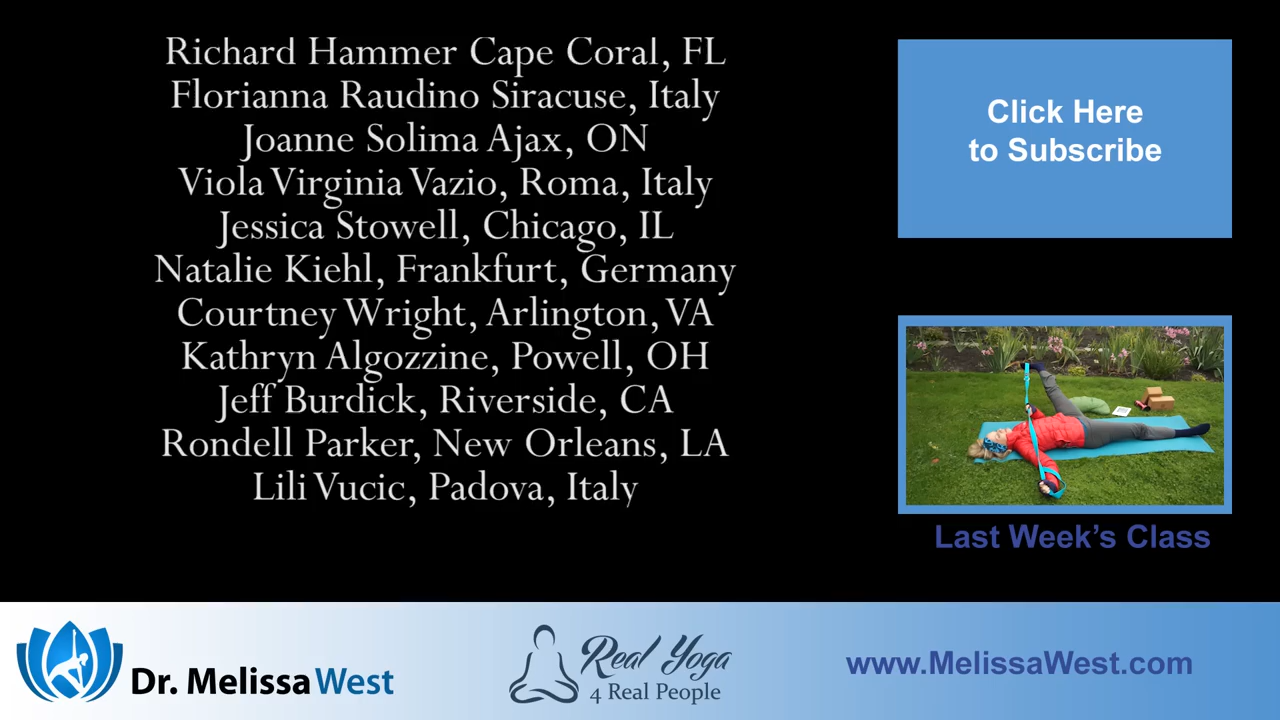 Richard Hammer Cape Coral, FL
Florianna Raudino Siracuse, Italy
Joanne Solima Ajax, ON
Viola Virginia Vazio, Roma, Italy
Jessica Stowell, Chicago, IL
Natalie Kiehl, Frankfurt, Germany
Courtney Wright, Arlington, VA
Kathryn Algozzine, Powell, OH
Jeff Burdick, Riverside, CA
Rondell Parker, New Orleans, LA
Lili Vucic, Padova, Italy
Click Here
to Subscribe
Last Week's Class
Dr. Melissa West
Real Yoga
4 Real People
www.MelissaWest.com